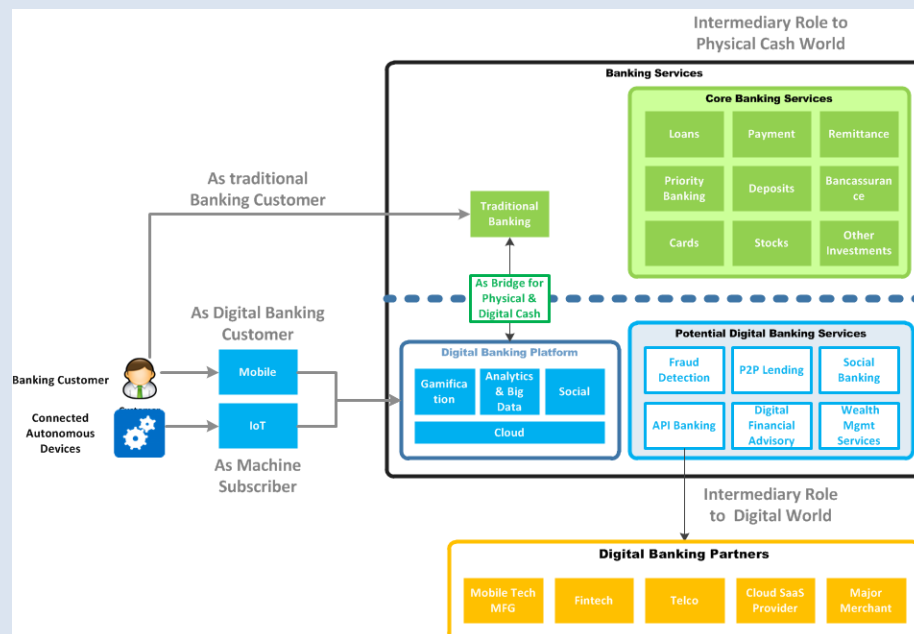 Intermediary Role to
Physical Cash World
Banking Services
Core Banking Services
Loans
Payment
Remittance
Priority
Banking
Deposits
Bancassuran
ce
Cards
Stocks
Other
Investments
As traditional
Banking Customer
Traditional
Banking
As Bridge for
Physical &
Digital Cash
As Digital Banking
Customer
Banking Customer
Mobile
Connected
Autonomous
Devices
IoT
As Machine
Subscriber
Digital Banking Platform
Gamifica
tion
Analytics
& Big
Data
Social
Cloud
Potential Digital Banking Services
Fraud
Detection
P2P Lending
Social
Banking
API Banking
Digital
Financial
Advisory
Wealth
Mgmt
Services
Intermediary Role
to Digital World
Digital Banking Partners
Mobile Tech
MFG
Fintech
Telco
Cloud SaaS
Provider
Major
Merchant